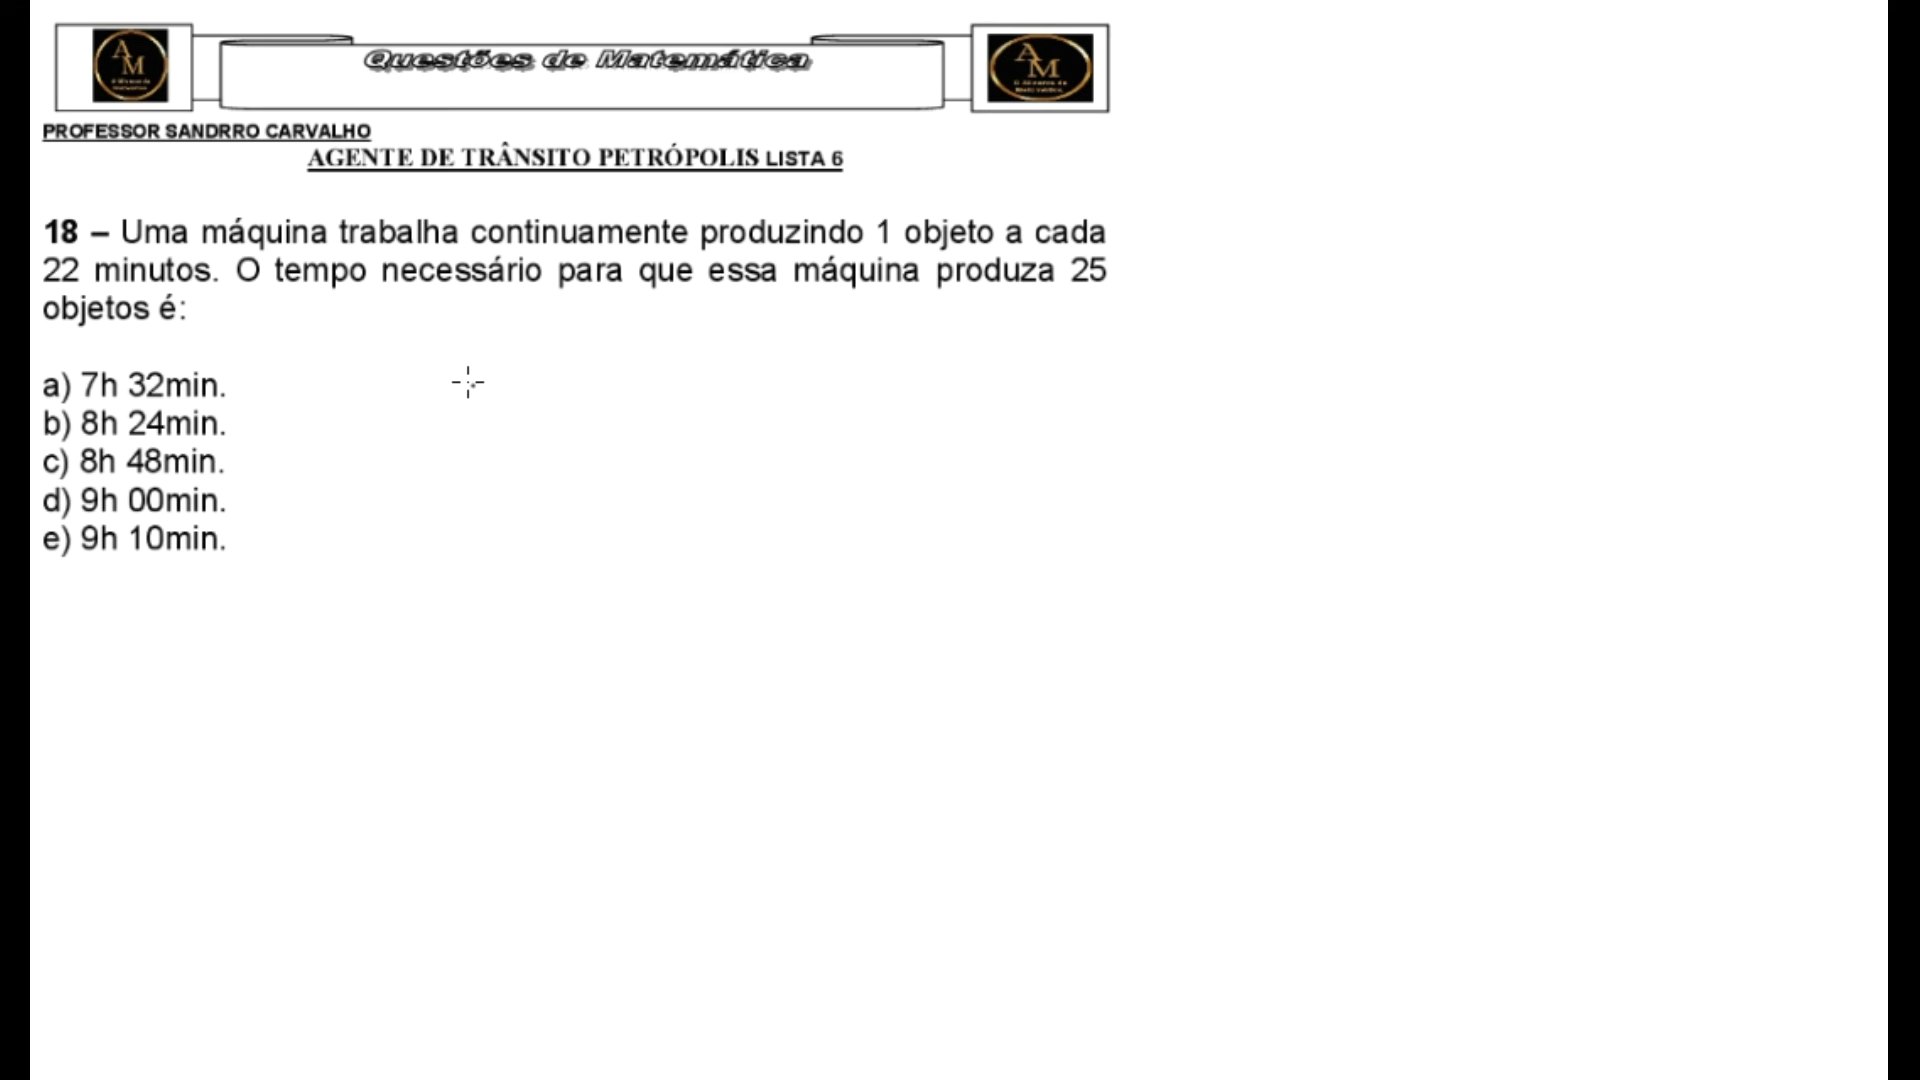 A
M
Questões de Matemática
A
M
PROFESSOR SANDRRO CARVALHO
AGENTE DE TRÂNSITO PETRÓPOLIS LISTA 6
18 – Uma máquina trabalha continuamente produzindo 1 objeto a cada
22 minutos. O tempo necessário para que essa máquina produza 25
objetos é:
a) 7h 32min.
b) 8h 24min.
c) 8h 48min.
d) 9h 00min.
e) 9h 10min.